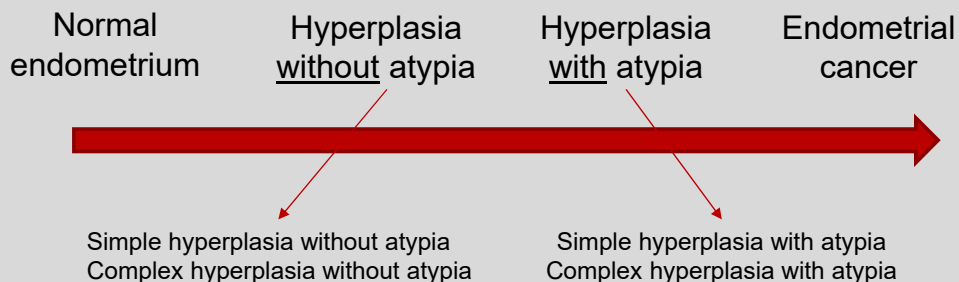 Normal
endometrium
Hyperplasia
without atypia
Hyperplasia
with atypia
Endometrial
cancer
Simple hyperplasia without atypia
Complex hyperplasia without atypia
Simple hyperplasia with atypia
Complex hyperplasia with atypia